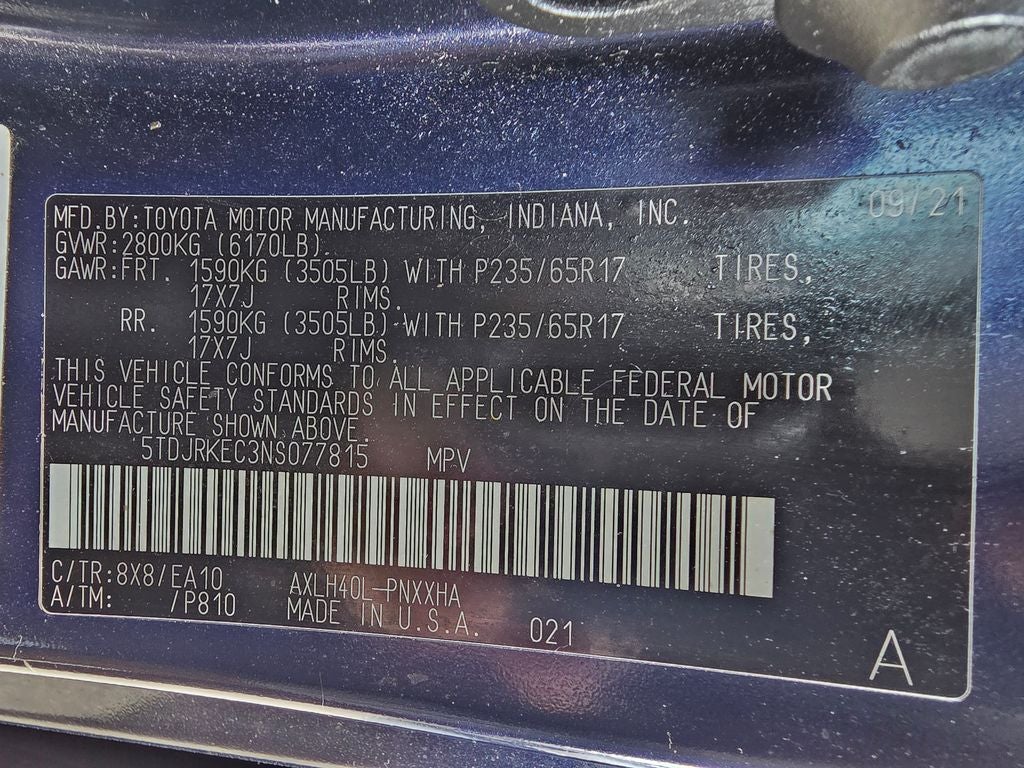 09/21
MFD.BY:TOYOTA MOTOR MANUFACTURING, INDIANA, INC.
GVWR:2800KG (6170LB).
GAWR:FRT. 1590KG (3505LB) WITH P235/65R17 TIRES,
17X7J RIMS.
RR. 1590KG (3505LB) WITH P235/65R17 TIRES,
17X7J RIMS.
THIS VEHICLE CONFORMS TO ALL APPLICABLE FEDERAL MOTOR
VEHICLE SAFETY STANDARDS IN EFFECT ON THE DATE OF
MANUFACTURE SHOWN ABOVE.
5TDJRKEC3NS077815 MPV
C/TR:8X8/EA10 AXLH40L-PNXXHA
A/TM: /P810 MADE IN U.S.A. 021
A